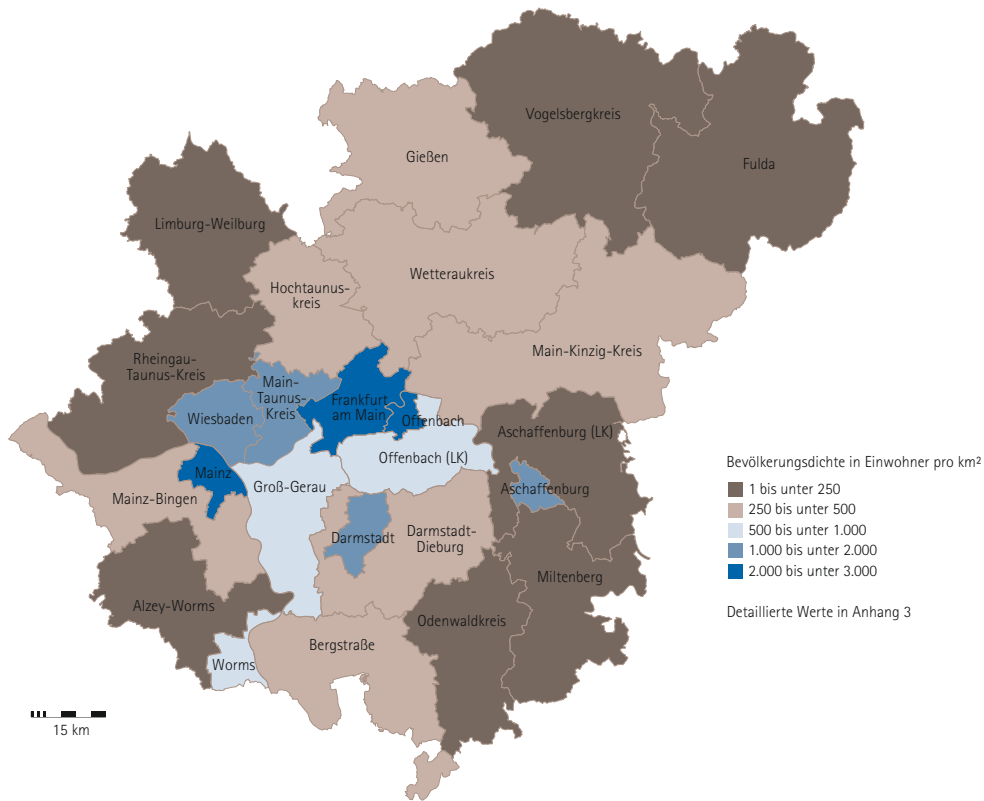 Vogelsbergkreis
Gießen
Fulda
Limburg-Weilburg
Wetteraukreis
Hochtaunus-
kreis
Main-Kinzig-Kreis
Rheingau-
Taunus-Kreis
Main-
Taunus-
Kreis
Frankfurt
am Main
Wiesbaden
Offenbach
Aschaffenburg (LK)
Offenbach (LK)
Mainz
Groß-Gerau
Mainz-Bingen
Aschaffenburg
Darmstadt
Darmstadt-
Dieburg
Miltenberg
Alzey-Worms
Odenwaldkreis
Bergstraße
Worms
15 km
Bevölkerungsdichte in Einwohner pro km²
1 bis unter 250
250 bis unter 500
500 bis unter 1.000
1.000 bis unter 2.000
2.000 bis unter 3.000
Detaillierte Werte in Anhang 3